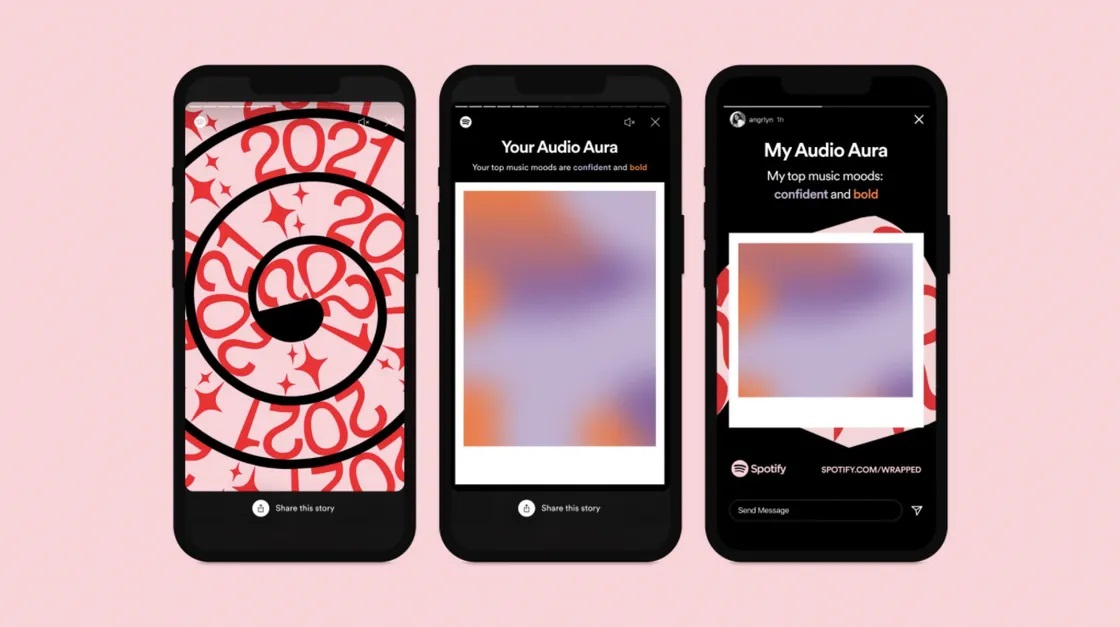 2021
2021
2021
2021
2021
2021
Share this story
Your Audio Aura
Your top music moods are confident and bold
Share this story
angrlyn 1h
My Audio Aura
My top music moods:
confident and bold
Spotify
SPOTIFY.COM/WRAPPED
Send Message